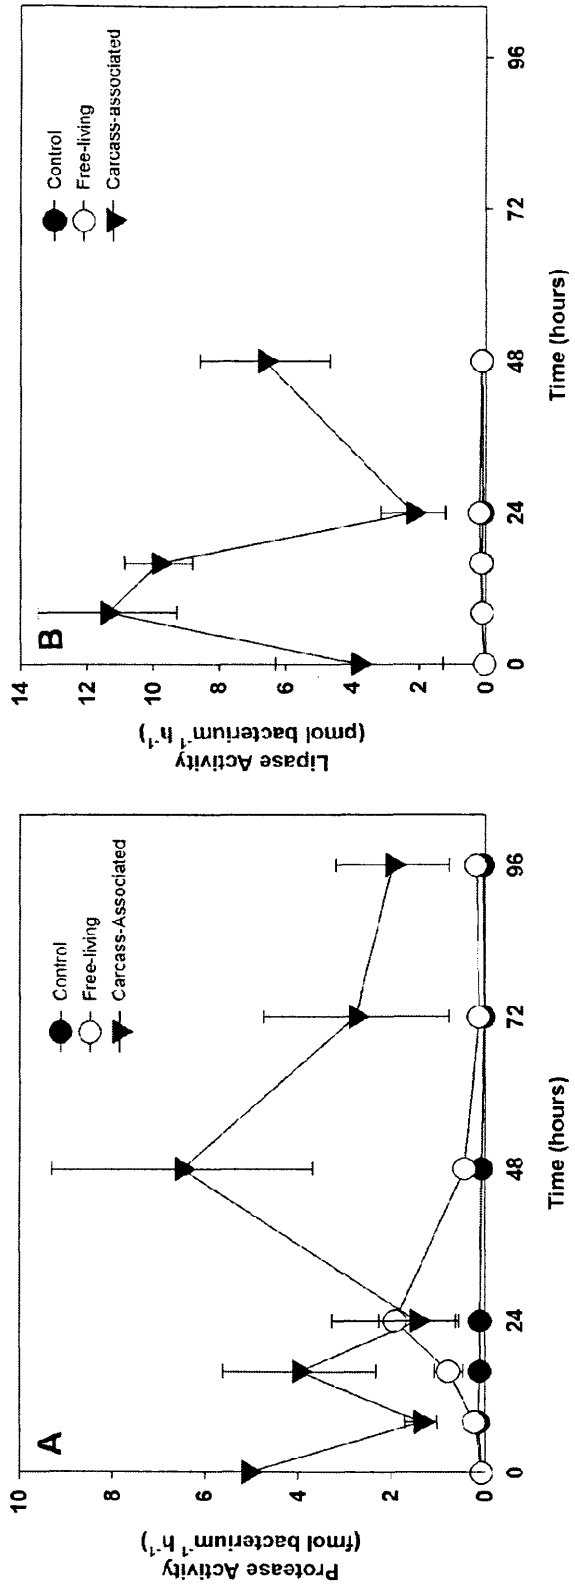 A
Protease Activity
(fmol bacterium⁻¹ h⁻¹)
10
8
6
4
2
0
Control
Free-living
Carcass-Associated
0
24
48
72
96
Time (hours)
B
Lipase Activity
(pmol bacterium⁻¹ h⁻¹)
14
12
10
8
6
4
2
0
Control
Free-living
Carcass-associated
0
24
48
72
96
Time (hours)